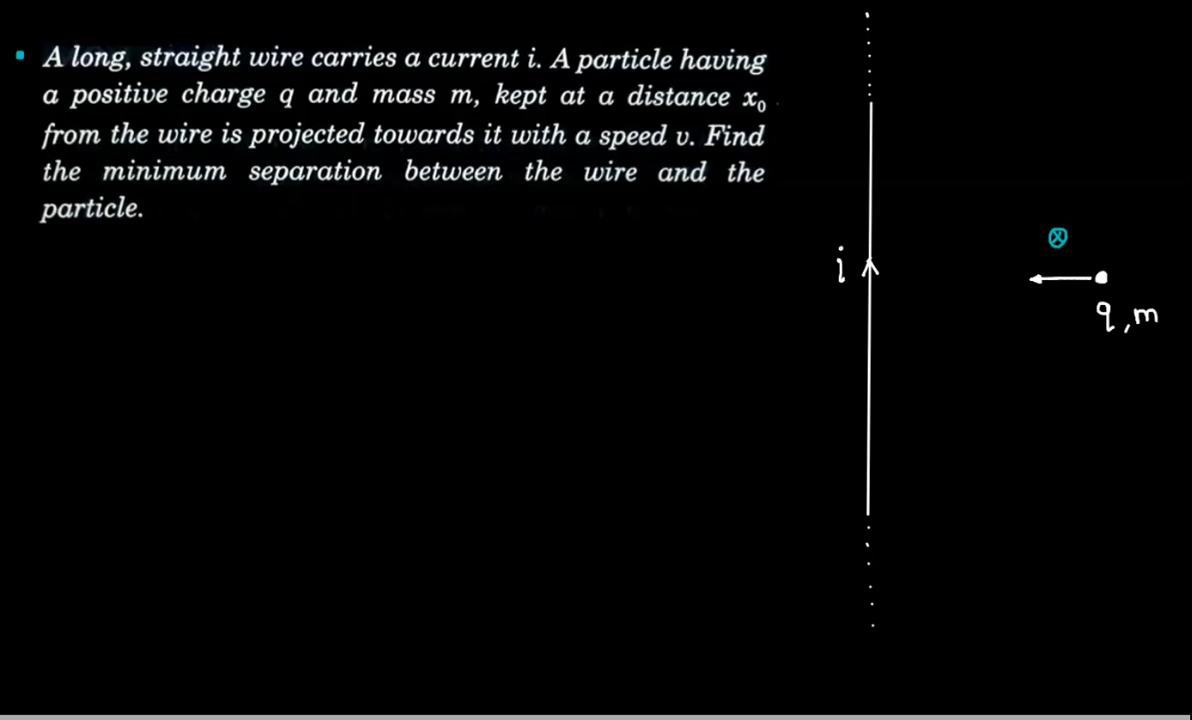 A long, straight wire carries a current i. A particle having
a positive charge q and mass m, kept at a distance x₀
from the wire is projected towards it with a speed v. Find
the minimum separation between the wire and the
particle.
i
q, m